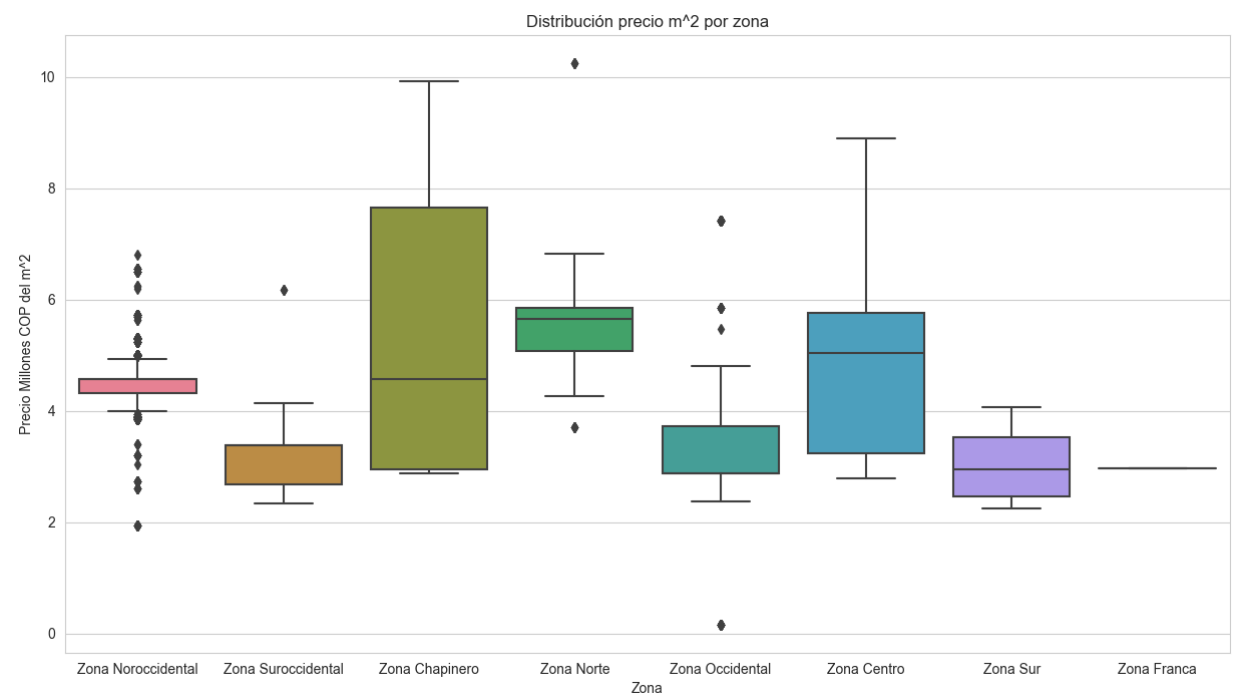 Distribución precio m^2 por zona
Precio Millones COP del m^2
10
8
6
4
2
0
Zona Noroccidental
Zona Suroccidental
Zona Chapinero
Zona Norte
Zona Occidental
Zona Centro
Zona Sur
Zona Franca
Zona